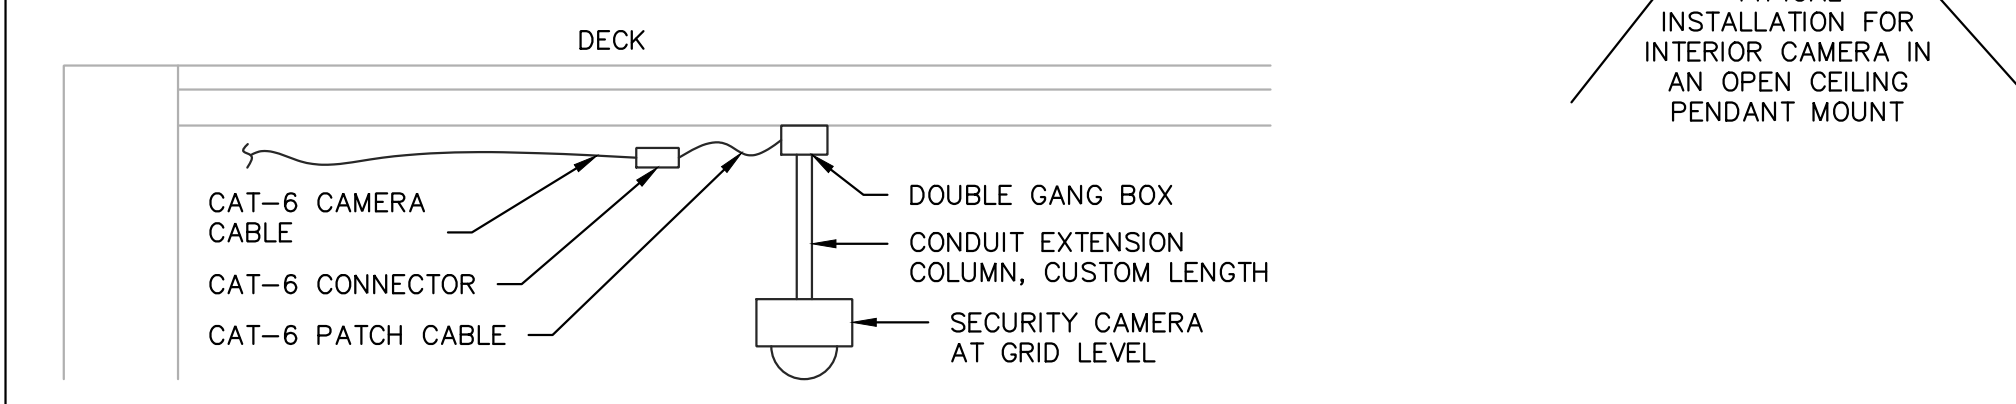 DECK
CAT-6 CAMERA
CABLE
CAT-6 CONNECTOR
CAT-6 PATCH CABLE
DOUBLE GANG BOX
CONDUIT EXTENSION
COLUMN, CUSTOM LENGTH
SECURITY CAMERA
AT GRID LEVEL
INSTALLATION FOR
INTERIOR CAMERA IN
AN OPEN CEILING
PENDANT MOUNT